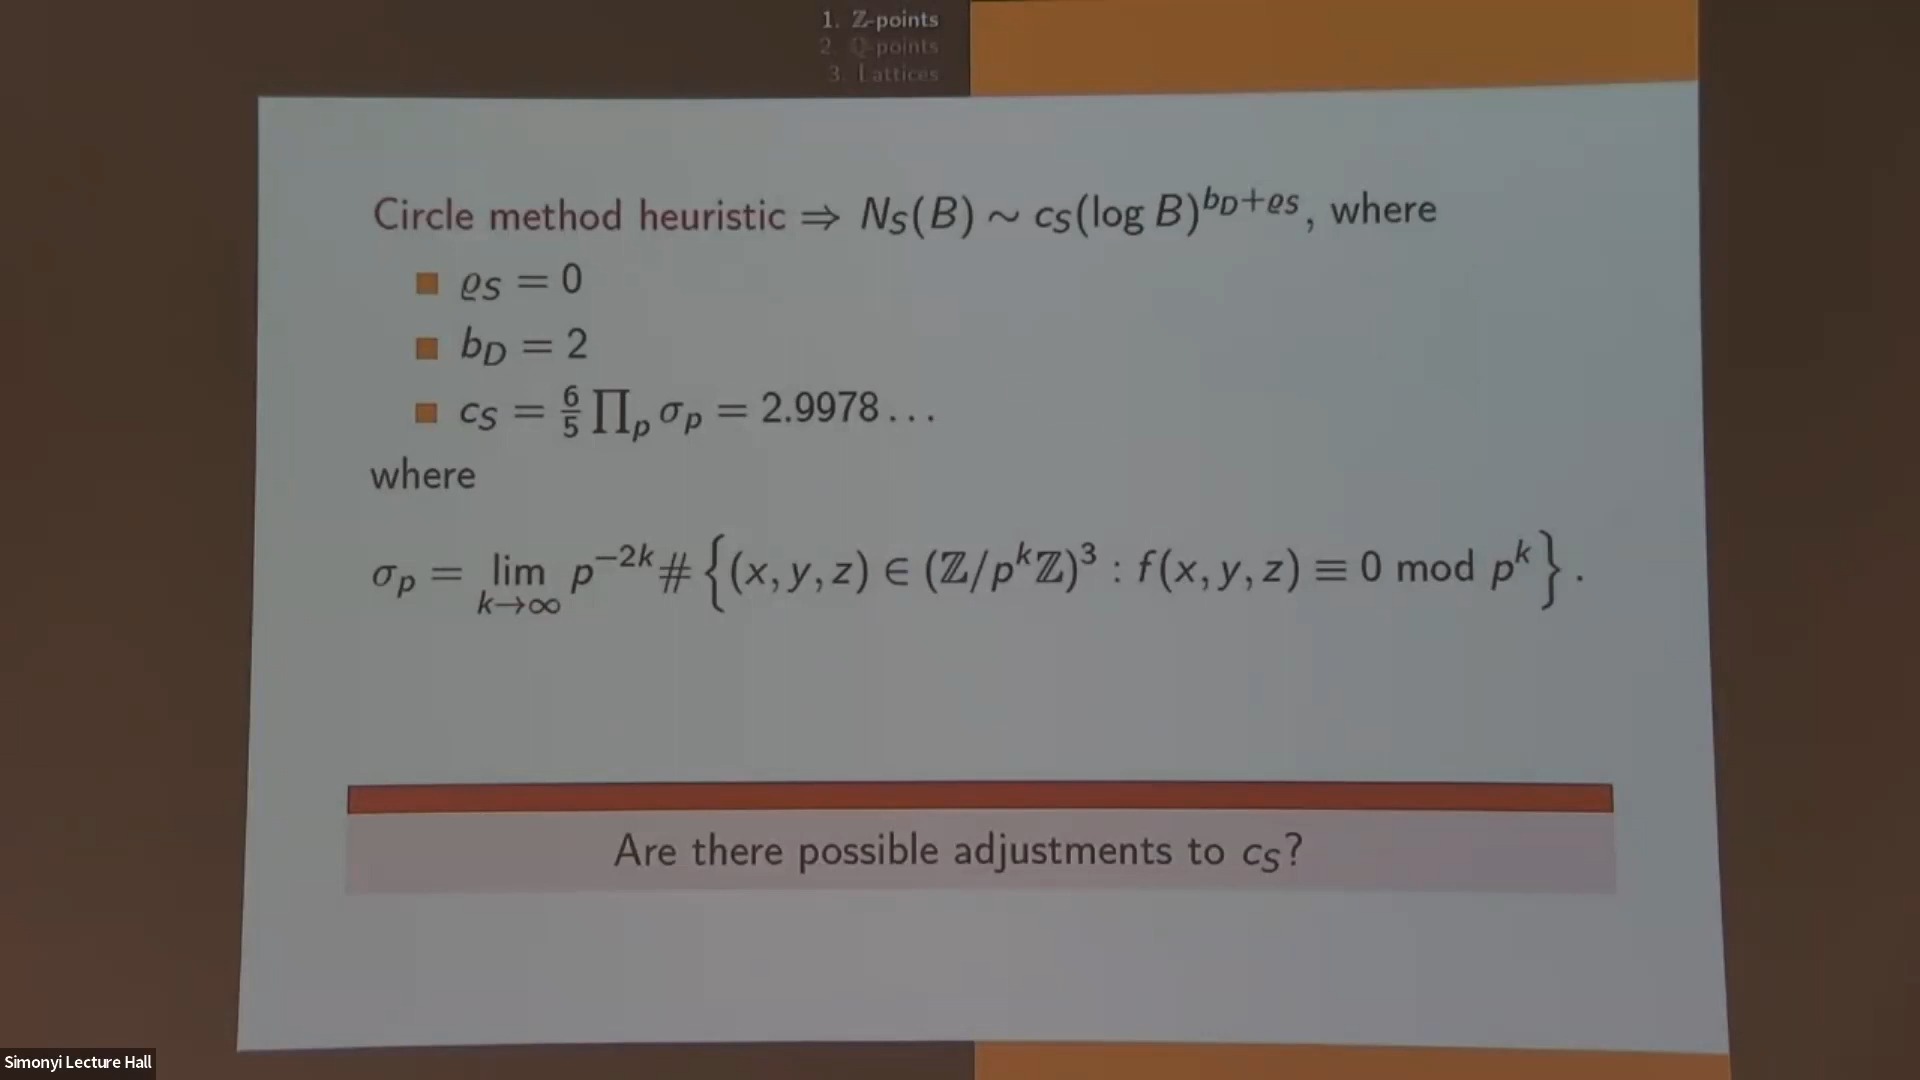 1. ℤ-points
2. ℚ-points
3. Lattices
Circle method heuristic ⇒ N_S(B) ~ c_S(log B)^{b_D+ϱ_S}, where
ϱ_S = 0
b_D = 2
c_S = 6/5 ∏_p σ_p = 2.9978...
where
σ_p = lim_{k→∞} p^{-2k} # {(x, y, z) ∈ (ℤ/p^kℤ)^3 : f(x, y, z) ≡ 0 mod p^k} .
Are there possible adjustments to c_S?
Simonyi Lecture Hall